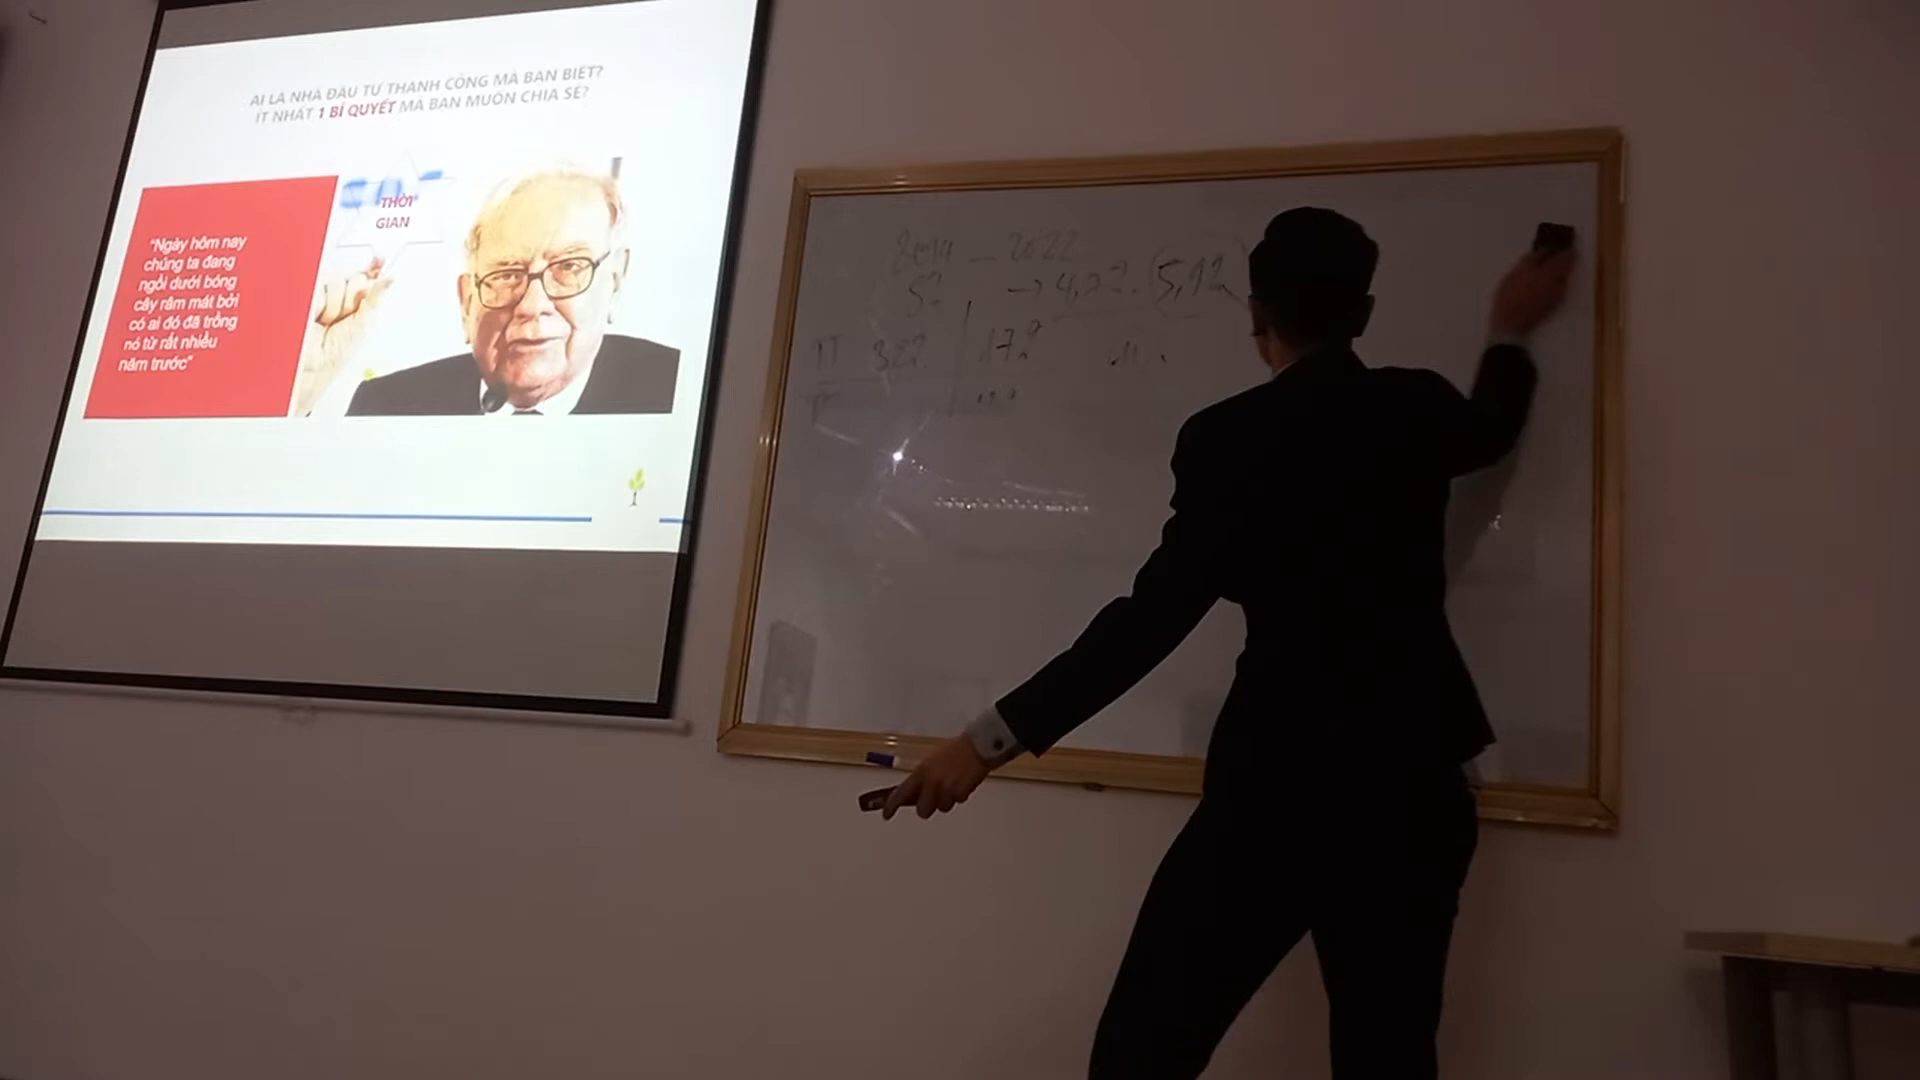 AI LÀ NHÀ ĐẦU TƯ THÀNH CÔNG MÀ BẠN BIẾT?
ÍT NHẤT 1 BÍ QUYẾT MÀ BẠN MUỐN CHIA SẺ?
THỜI
GIAN
“Ngày hôm nay
chúng ta đang
ngồi dưới bóng
cây râm mát bởi
có ai đó đã trồng
nó từ rất nhiều
năm trước”
2022